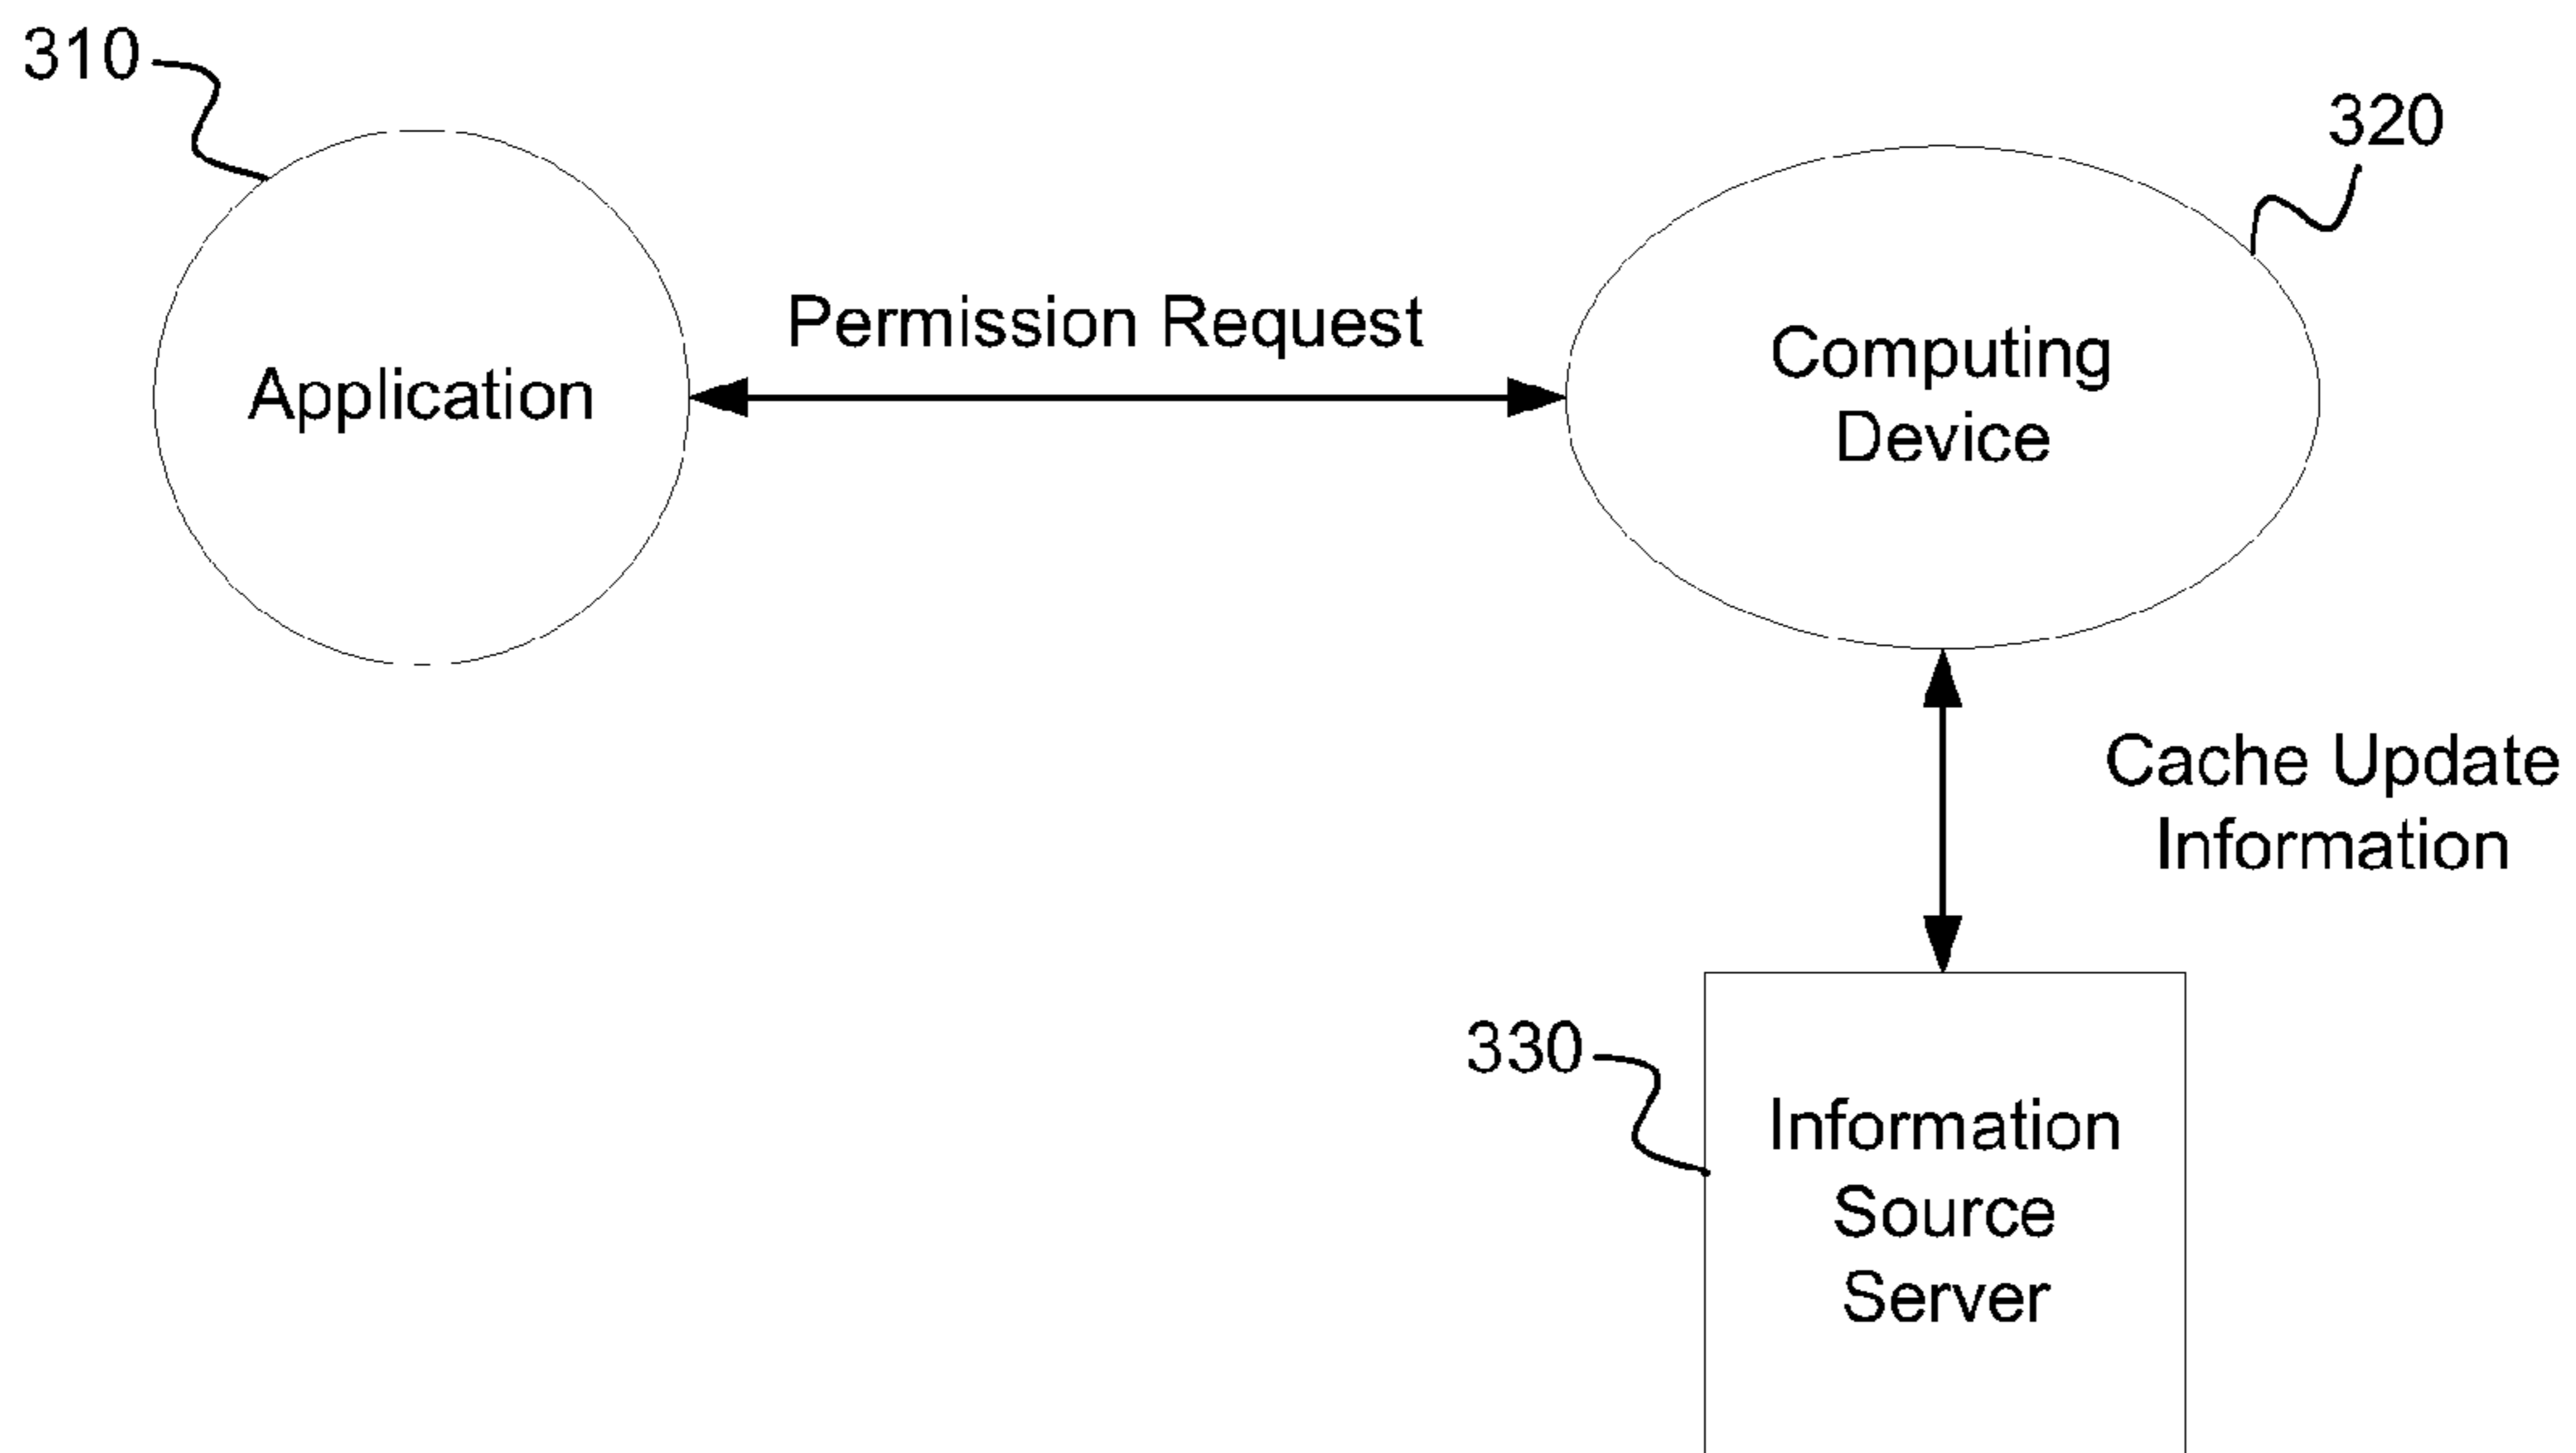 310
320
Permission Request
Application
Computing
Device
Cache Update
Information
330
Information
Source
Server